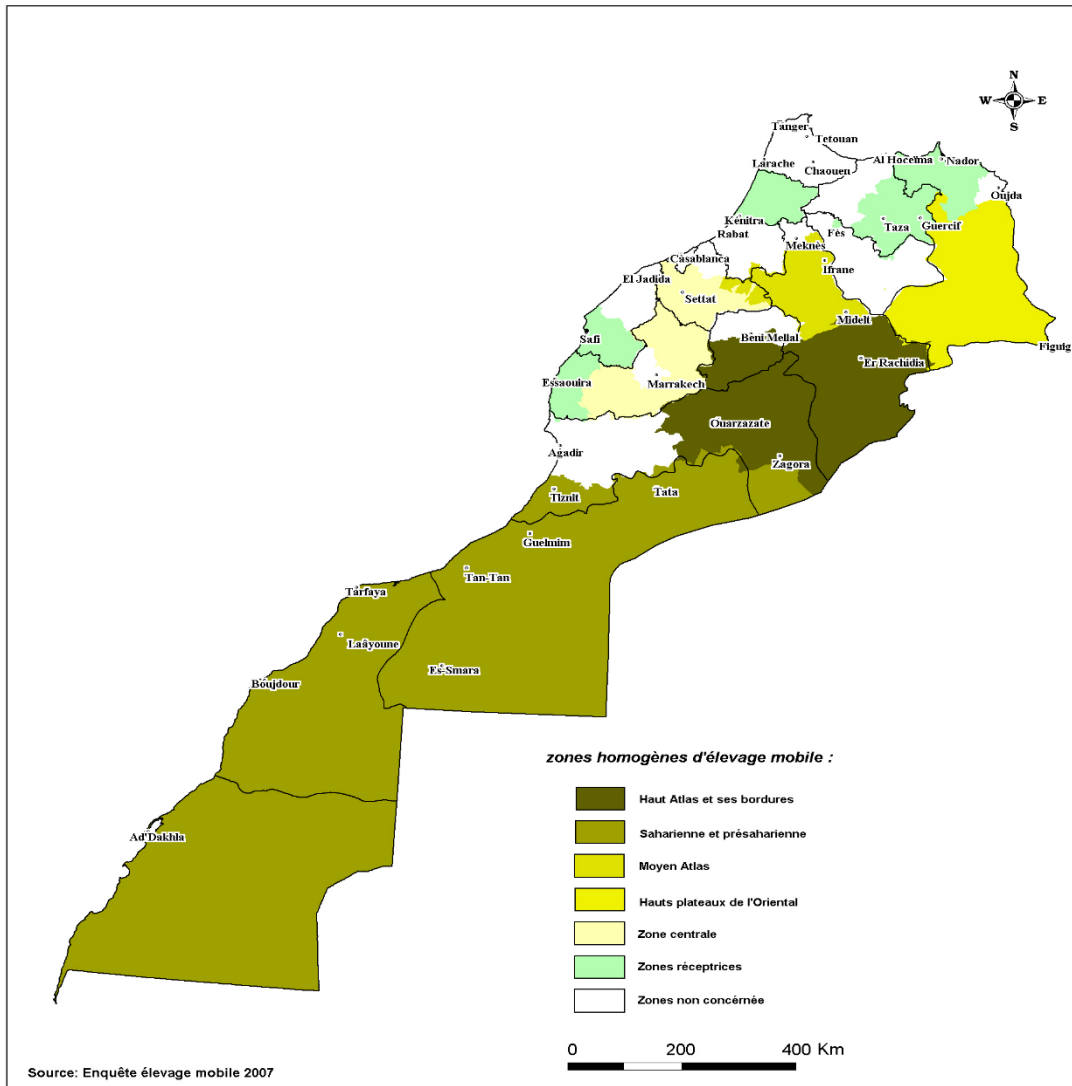 N
W E
S
Tanger
Tetouan
Larache
Chaouen
Al Hoceïma
Nador
Oujda
Kénitra
Rabat
Fès
Taza
Guercif
Meknès
Casablanca
Ifrane
El Jadida
Settat
Midelt
Béni Mellal
Safi
Figuig
Er Rachidia
Essaouira
Marrakech
Ouarzazate
Agadir
Zagora
Tiznit
Tata
Guelmim
Tan-Tan
Tarfaya
Laâyoune
Es-Smara
Boujdour
Ad'Dakhla
zones homogènes d'élevage mobile :
Haut Atlas et ses bordures
Saharienne et présaharienne
Moyen Atlas
Hauts plateaux de l'Oriental
Zone centrale
Zones réceptrices
Zones non concérnée
0 200 400 Km
Source: Enquête élevage mobile 2007